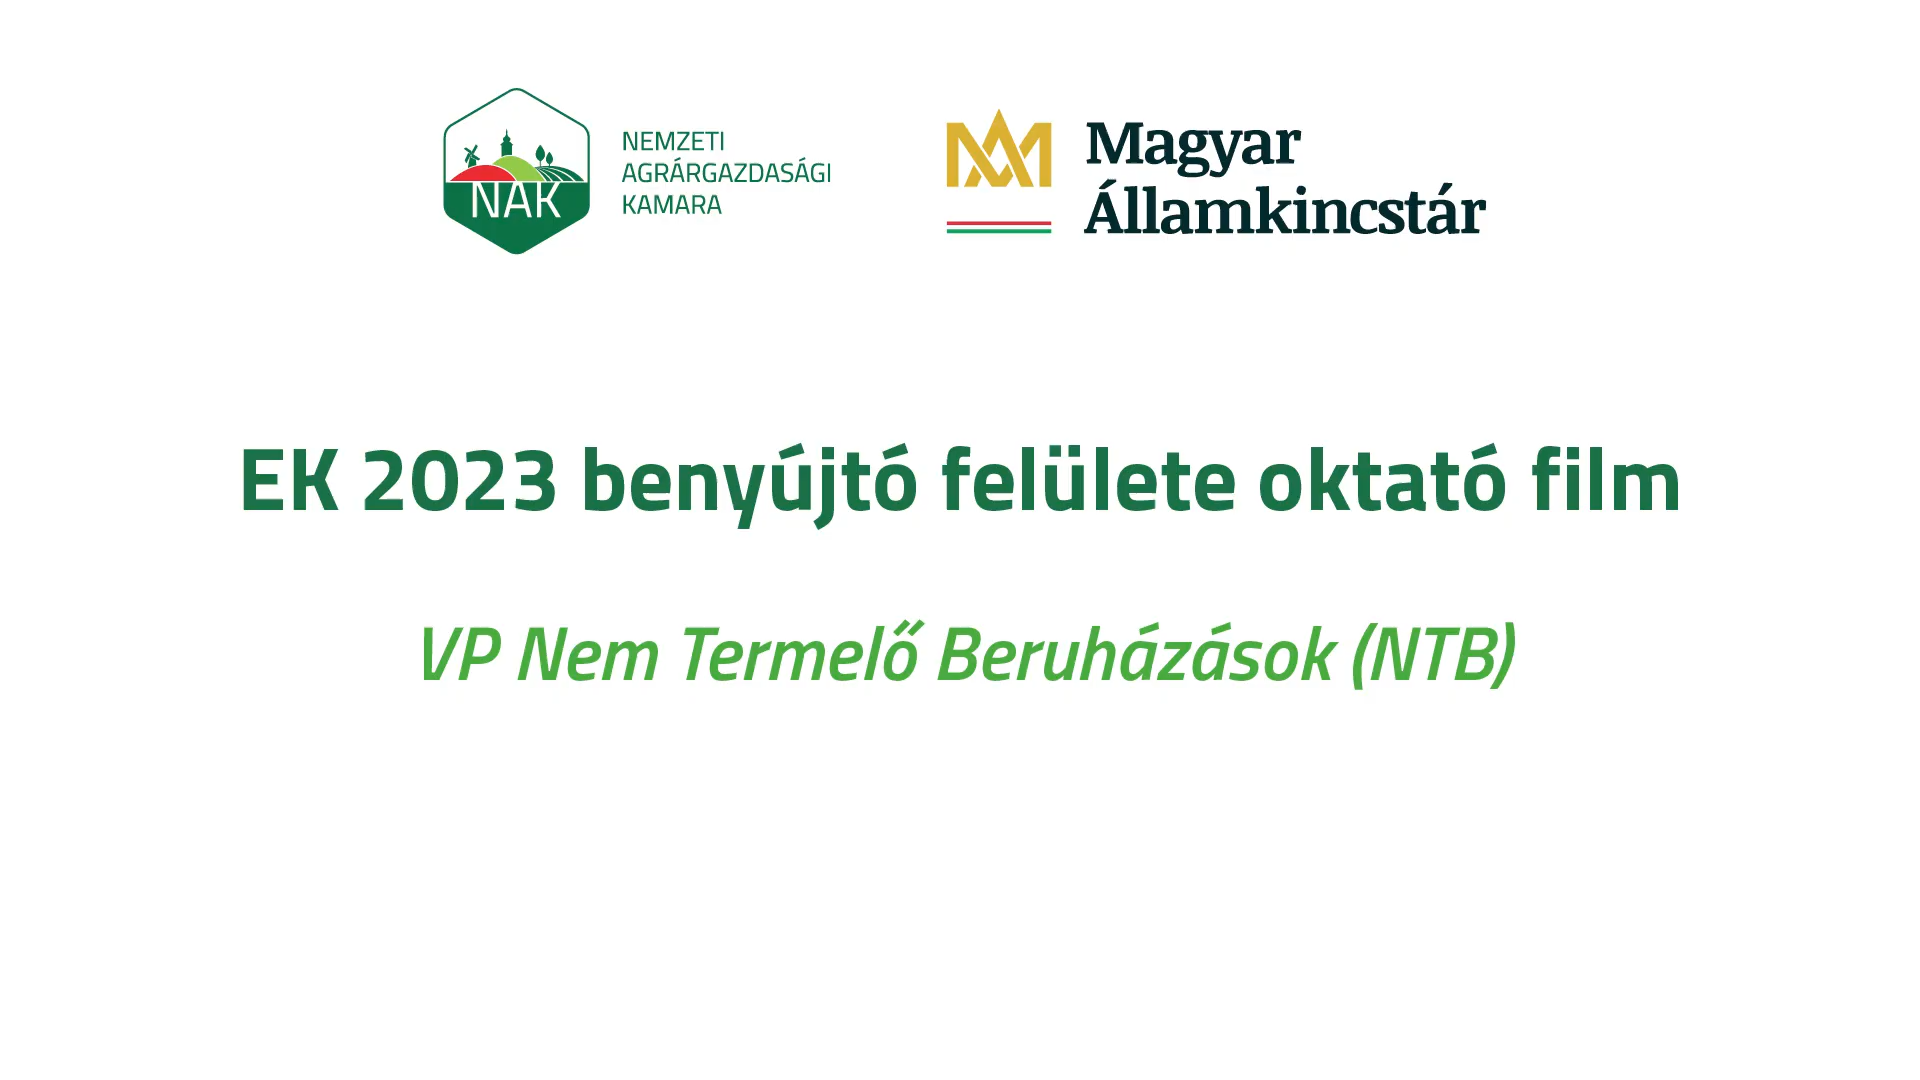 NAK
NEMZETI
AGRÁRGAZDASÁGI
KAMARA
Magyar
Államkincstár
EK 2023 benyújtó felülete oktató film
VP Nem Termelő Beruházások (NTB)